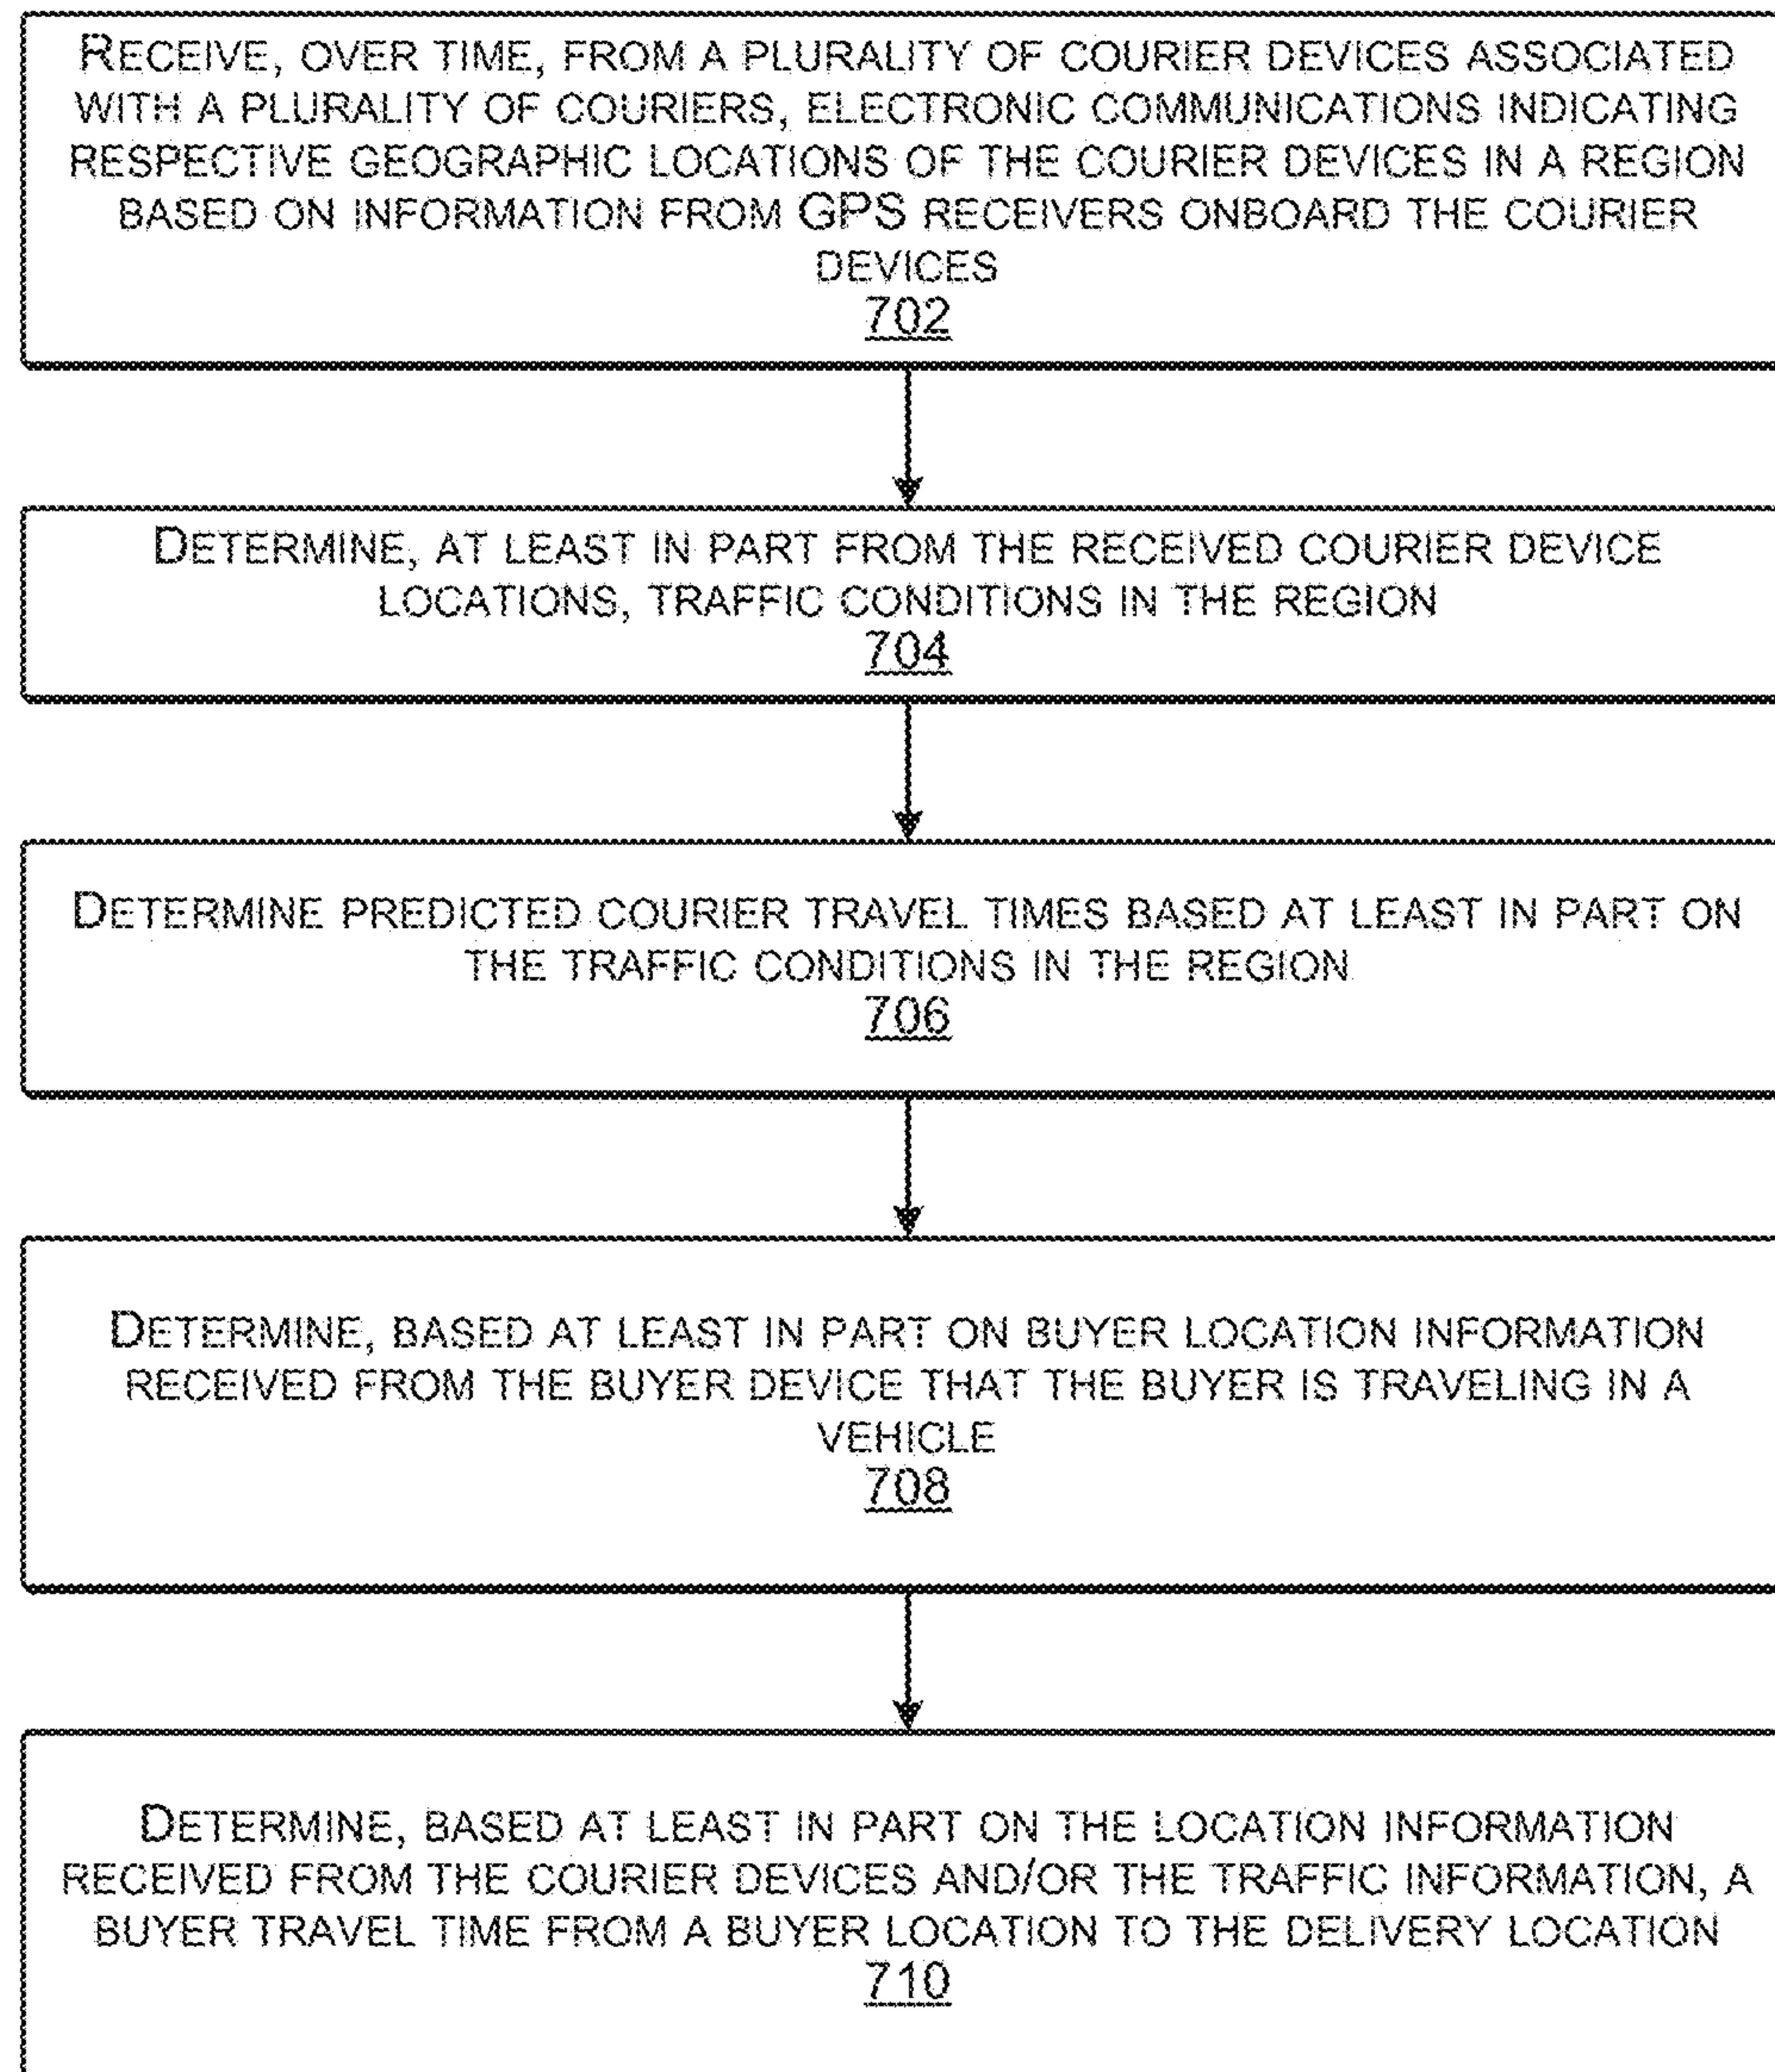 RECEIVE, OVER TIME, FROM A PLURALITY OF COURIER DEVICES ASSOCIATED
WITH A PLURALITY OF COURIERS, ELECTRONIC COMMUNICATIONS INDICATING
RESPECTIVE GEOGRAPHIC LOCATIONS OF THE COURIER DEVICES IN A REGION
BASED ON INFORMATION FROM GPS RECEIVERS ONBOARD THE COURIER
DEVICES
702
DETERMINE, AT LEAST IN PART FROM THE RECEIVED COURIER DEVICE
LOCATIONS, TRAFFIC CONDITIONS IN THE REGION
704
DETERMINE PREDICTED COURIER TRAVEL TIMES BASED AT LEAST IN PART ON
THE TRAFFIC CONDITIONS IN THE REGION
706
DETERMINE, BASED AT LEAST IN PART ON BUYER LOCATION INFORMATION
RECEIVED FROM THE BUYER DEVICE THAT THE BUYER IS TRAVELING IN A
VEHICLE
708
DETERMINE, BASED AT LEAST IN PART ON THE LOCATION INFORMATION
RECEIVED FROM THE COURIER DEVICES AND/OR THE TRAFFIC INFORMATION, A
BUYER TRAVEL TIME FROM A BUYER LOCATION TO THE DELIVERY LOCATION
710